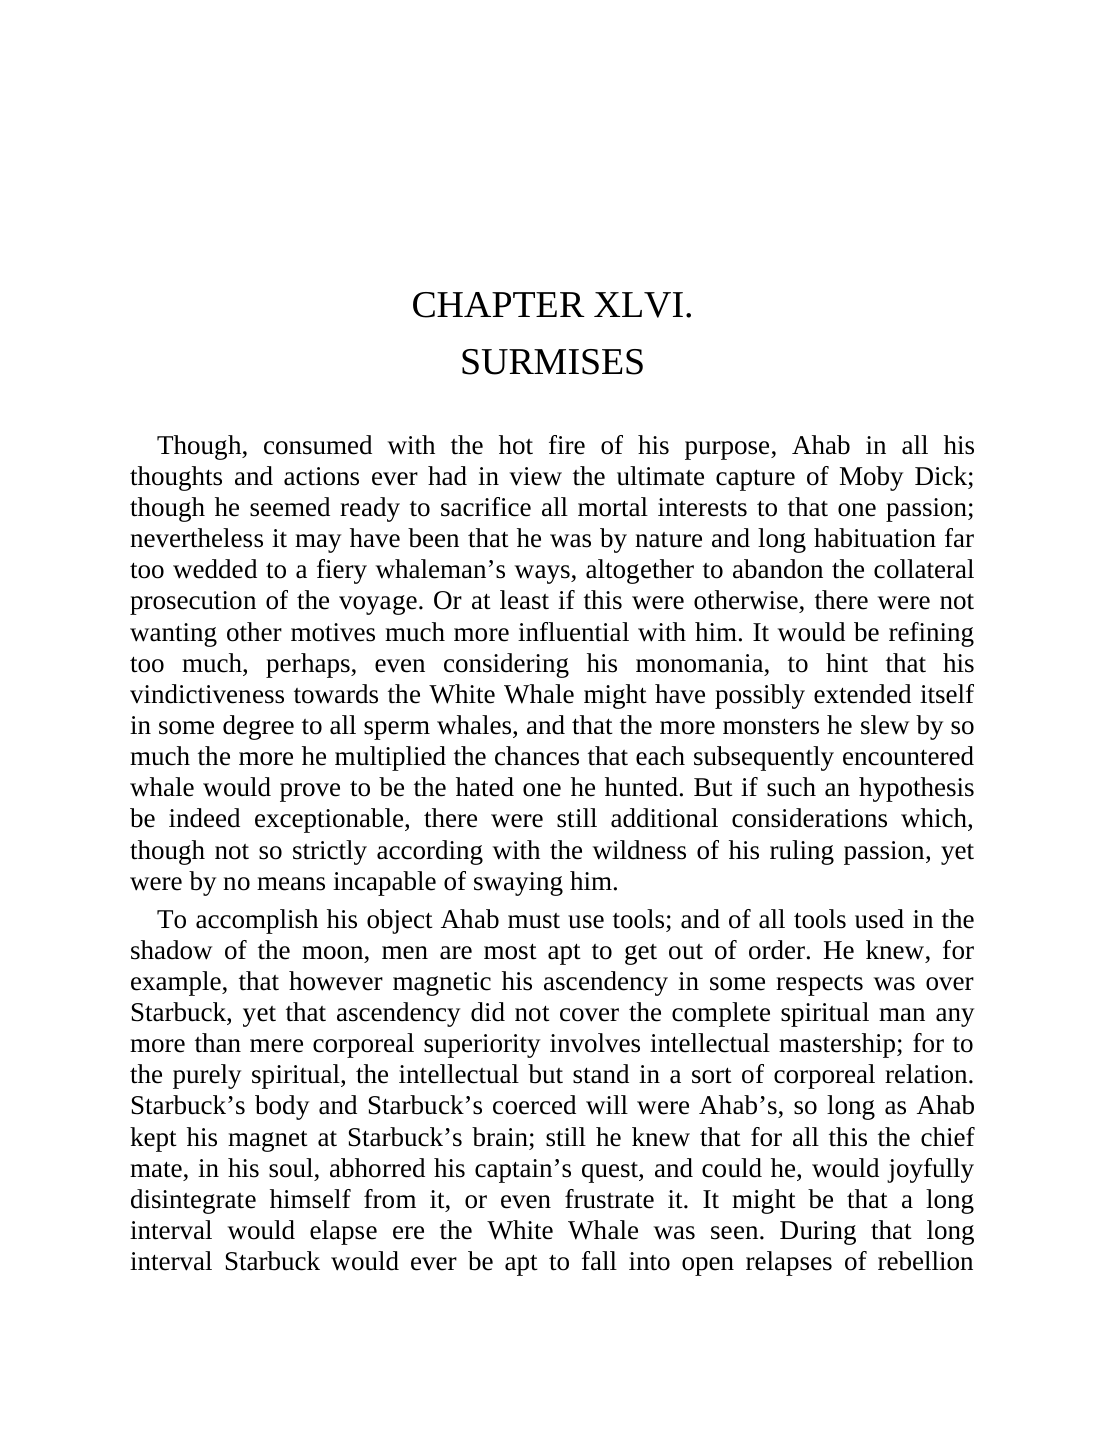 CHAPTER XLVI.
SURMISES
Though, consumed with the hot fire of his purpose, Ahab in all his
thoughts and actions ever had in view the ultimate capture of Moby Dick;
though he seemed ready to sacrifice all mortal interests to that one passion;
nevertheless it may have been that he was by nature and long habituation far
too wedded to a fiery whaleman’s ways, altogether to abandon the collateral
prosecution of the voyage. Or at least if this were otherwise, there were not
wanting other motives much more influential with him. It would be refining
too much, perhaps, even considering his monomania, to hint that his
vindictiveness towards the White Whale might have possibly extended itself
in some degree to all sperm whales, and that the more monsters he slew by so
much the more he multiplied the chances that each subsequently encountered
whale would prove to be the hated one he hunted. But if such an hypothesis
be indeed exceptionable, there were still additional considerations which,
though not so strictly according with the wildness of his ruling passion, yet
were by no means incapable of swaying him.
To accomplish his object Ahab must use tools; and of all tools used in the
shadow of the moon, men are most apt to get out of order. He knew, for
example, that however magnetic his ascendency in some respects was over
Starbuck, yet that ascendency did not cover the complete spiritual man any
more than mere corporeal superiority involves intellectual mastership; for to
the purely spiritual, the intellectual but stand in a sort of corporeal relation.
Starbuck’s body and Starbuck’s coerced will were Ahab’s, so long as Ahab
kept his magnet at Starbuck’s brain; still he knew that for all this the chief
mate, in his soul, abhorred his captain’s quest, and could he, would joyfully
disintegrate himself from it, or even frustrate it. It might be that a long
interval would elapse ere the White Whale was seen. During that long
interval Starbuck would ever be apt to fall into open relapses of rebellion